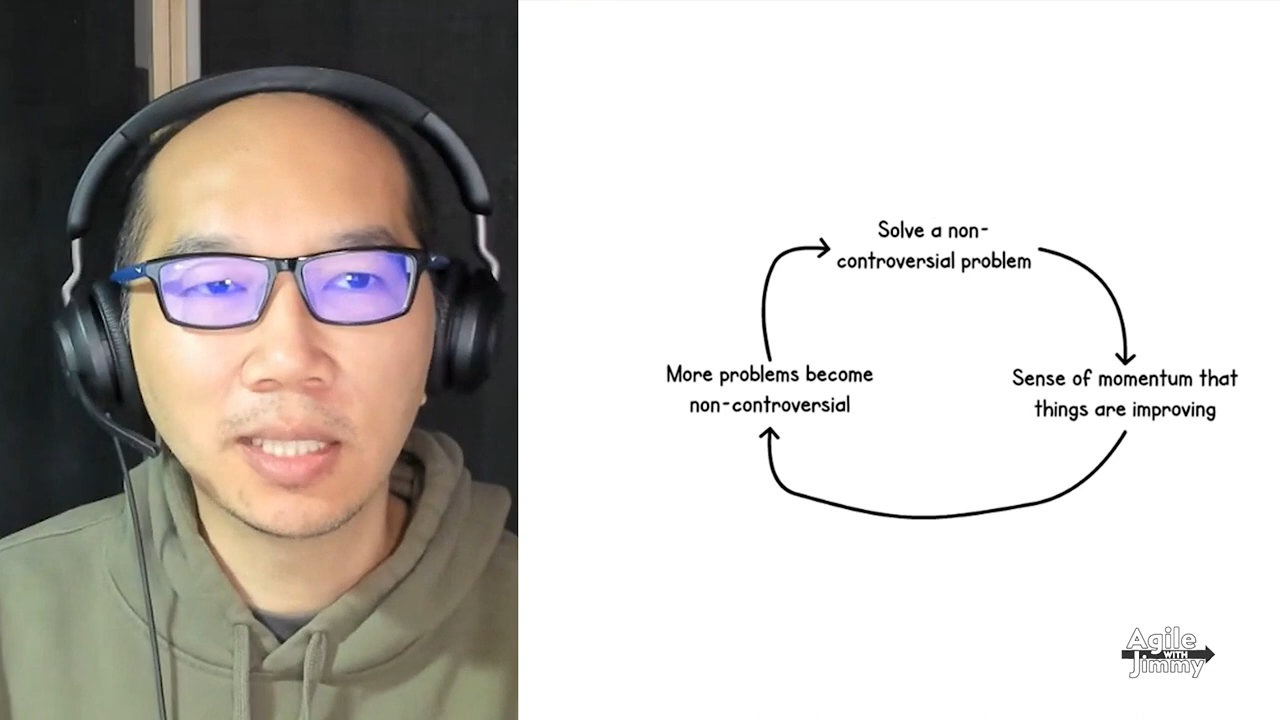 Solve a non-
controversial problem
More problems become
non-controversial
Sense of momentum that
things are improving
Agile
WITH
Jimmy